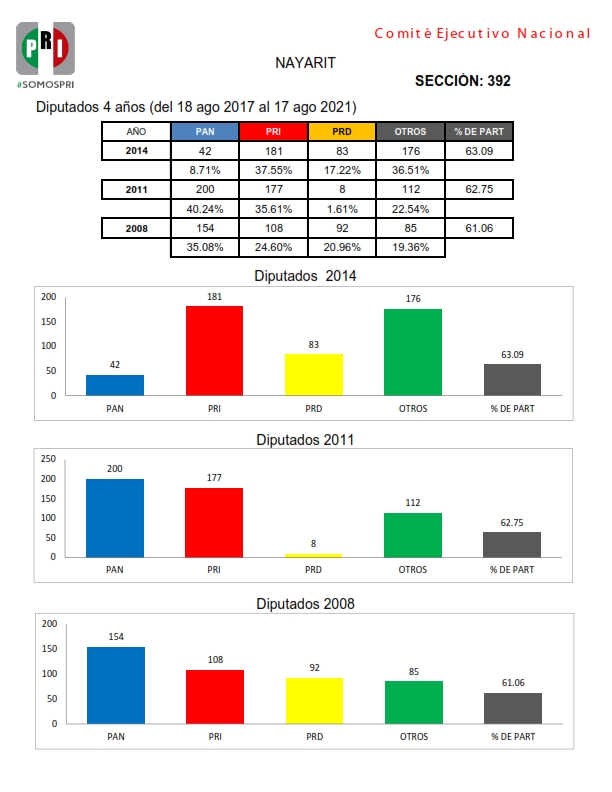 Comité Ejecutivo Nacional
PRI
#SOMOSPRI
NAYARIT
SECCIÓN: 392
Diputados 4 años (del 18 ago 2017 al 17 ago 2021)
AÑO PAN PRI PRD OTROS % DE PART
2014 42 181 83 176 63.09
8.71% 37.55% 17.22% 36.51%
2011 200 177 8 112 62.75
40.24% 35.61% 1.61% 22.54%
2008 154 108 92 85 61.06
35.08% 24.60% 20.96% 19.36%
Diputados 2014
200
150
100
50
0
42 181 83 176 63.09
PAN PRI PRD OTROS % DE PART
Diputados 2011
250
200
150
100
50
0
200 177 8 112 62.75
PAN PRI PRD OTROS % DE PART
Diputados 2008
200
150
100
50
0
154 108 92 85 61.06
PAN PRI PRD OTROS % DE PART